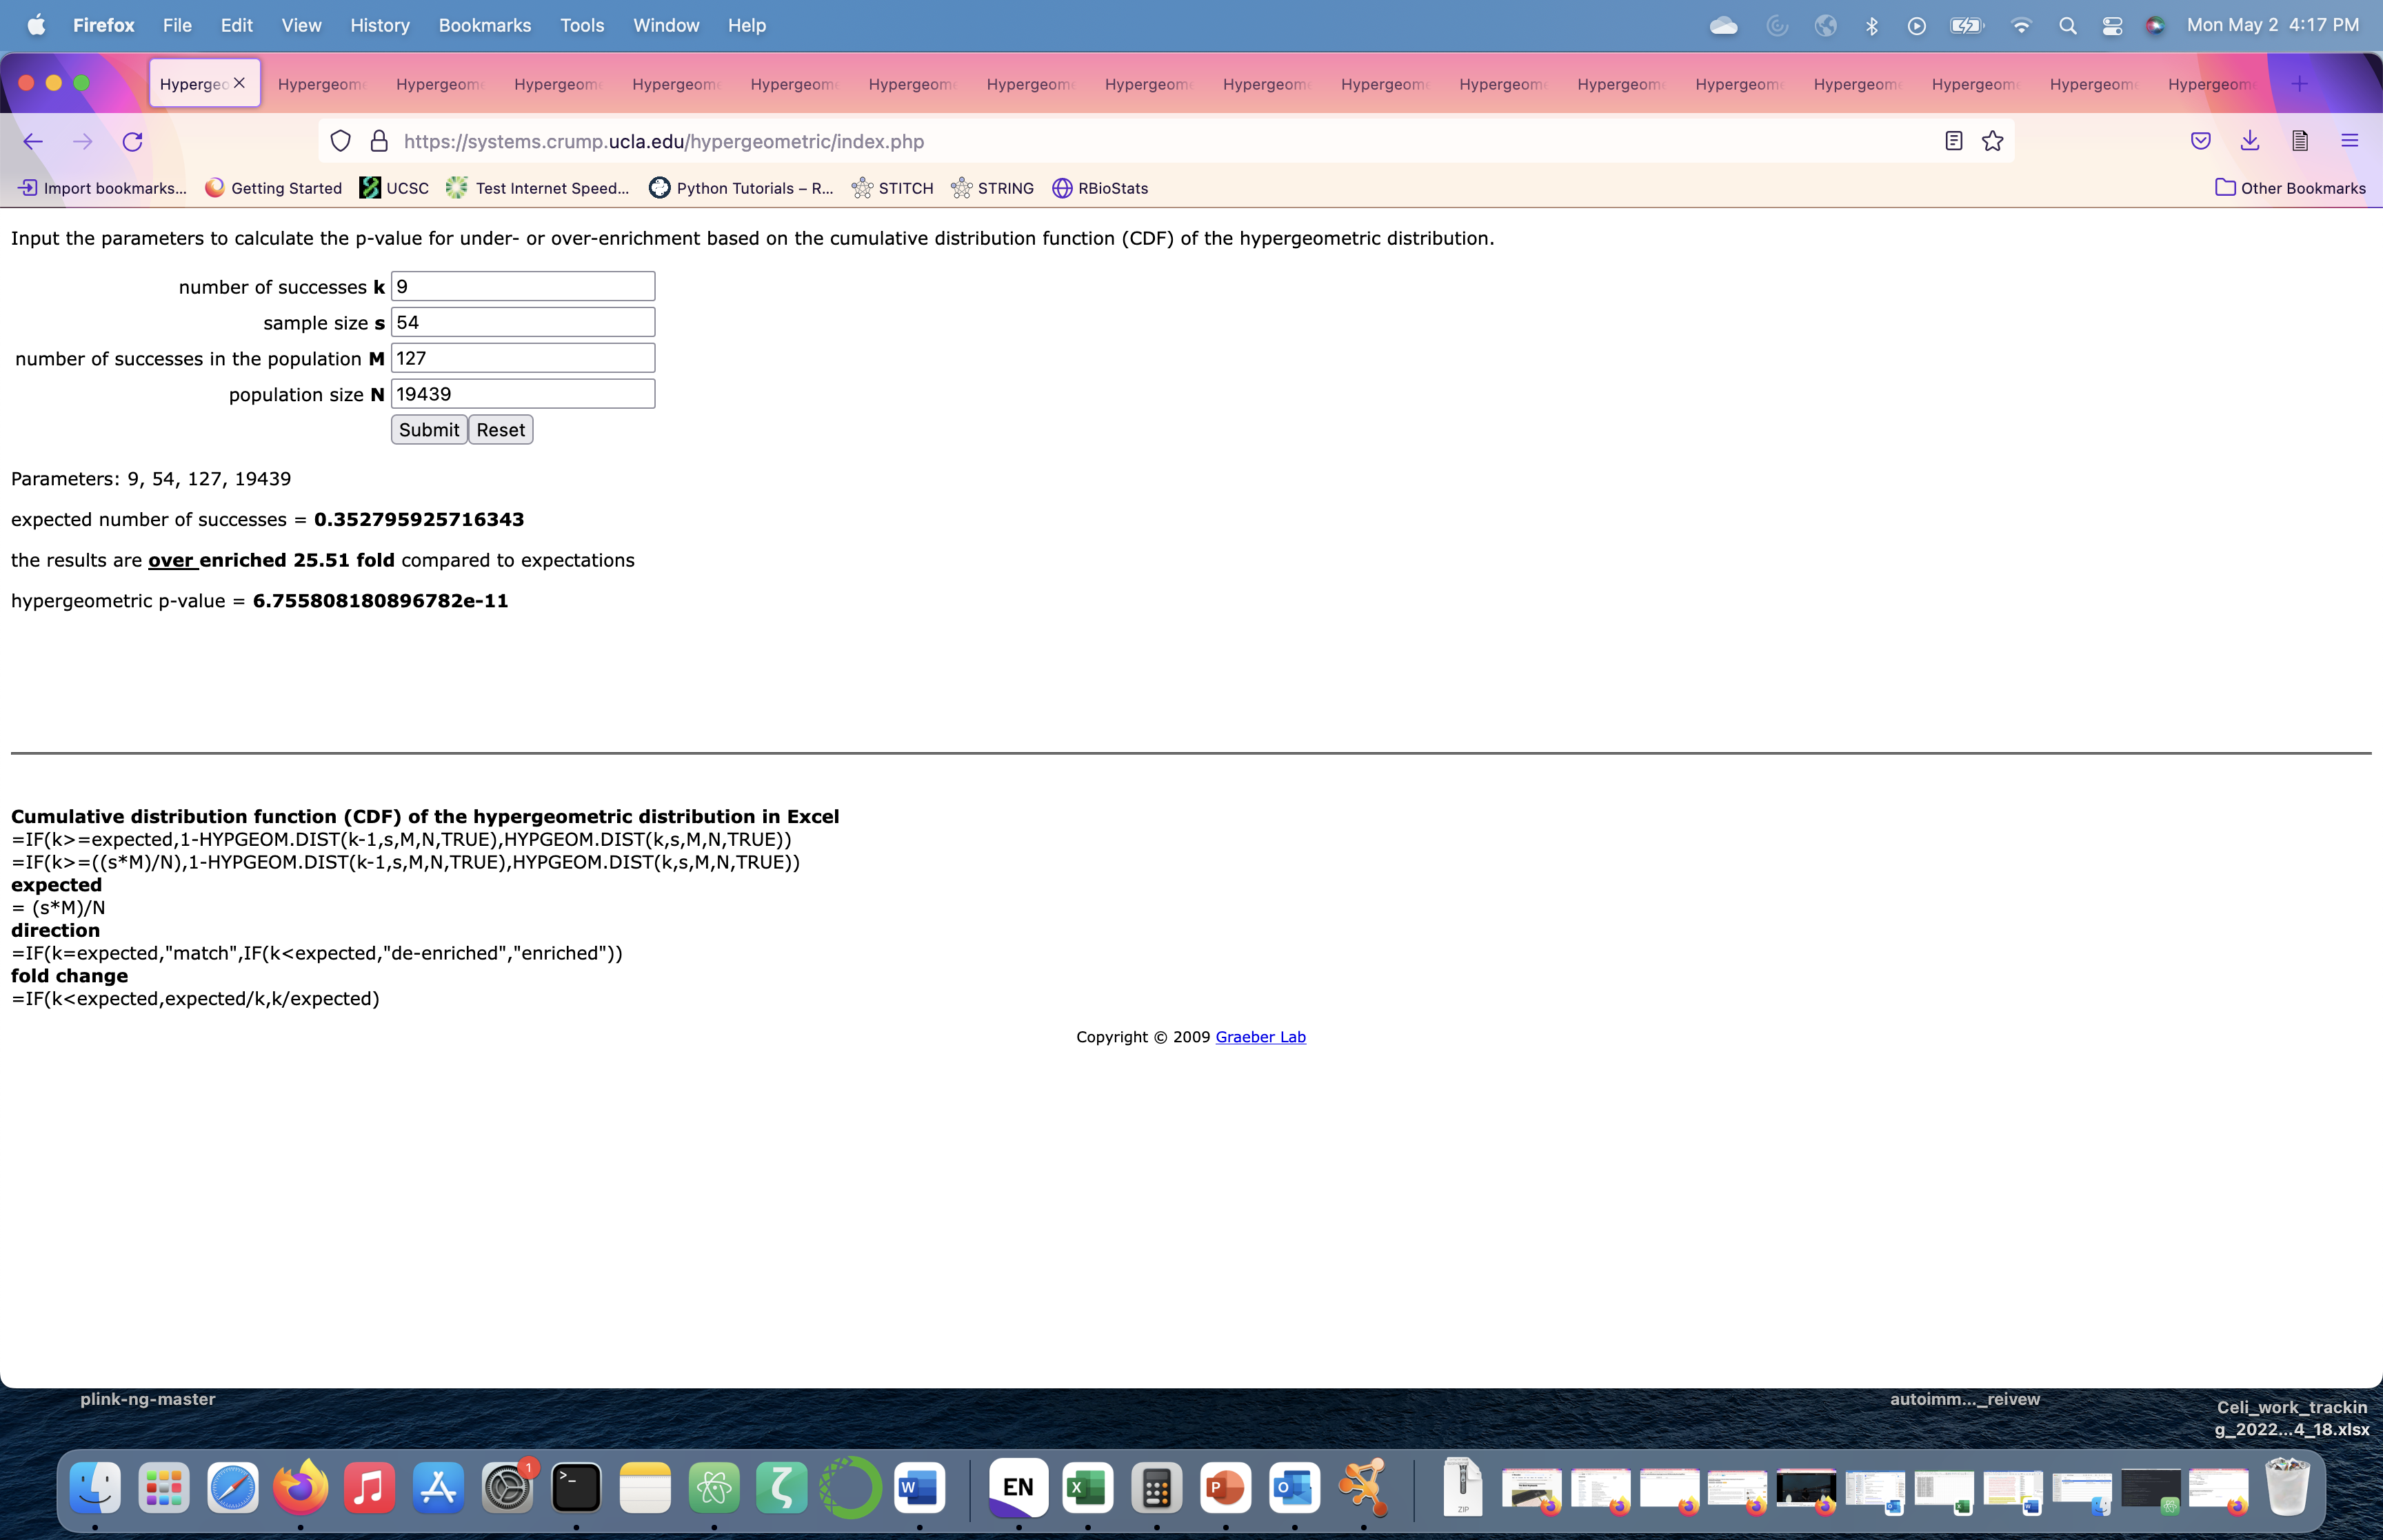 Firefox File Edit View History Bookmarks Tools Window Help Mon May 2 4:17 PM
Hypergeo Hypergeom Hypergeom Hypergeom Hypergeom Hypergeom Hypergeom Hypergeom Hypergeom Hypergeom Hypergeom Hypergeom Hypergeom Hypergeom Hypergeom Hypergeom Hypergeom Hypergeom
https://systems.crump.ucla.edu/hypergeometric/index.php
Import bookmarks... Getting Started UCSC Test Internet Speed... Python Tutorials – R... STITCH STRING RBioStats Other Bookmarks
Input the parameters to calculate the p-value for under- or over-enrichment based on the cumulative distribution function (CDF) of the hypergeometric distribution.
number of successes k 9
sample size s 54
number of successes in the population M 127
population size N 19439
Submit Reset
Parameters: 9, 54, 127, 19439
expected number of successes = 0.352795925716343
the results are over enriched 25.51 fold compared to expectations
hypergeometric p-value = 6.755808180896782e-11
Cumulative distribution function (CDF) of the hypergeometric distribution in Excel
=IF(k>=expected,1-HYPGEOM.DIST(k-1,s,M,N,TRUE),HYPGEOM.DIST(k,s,M,N,TRUE))
=IF(k>=((s*M)/N),1-HYPGEOM.DIST(k-1,s,M,N,TRUE),HYPGEOM.DIST(k,s,M,N,TRUE))
expected
= (s*M)/N
direction
=IF(k=expected,"match",IF(k<expected,"de-enriched","enriched"))
fold change
=IF(k<expected,expected/k,k/expected)
Copyright © 2009 Graeber Lab
plink-ng-master autoimm..._reivew
Celi_work_trackin
g_2022...4_18.xlsx
1
>_ W EN X P O
ZIP